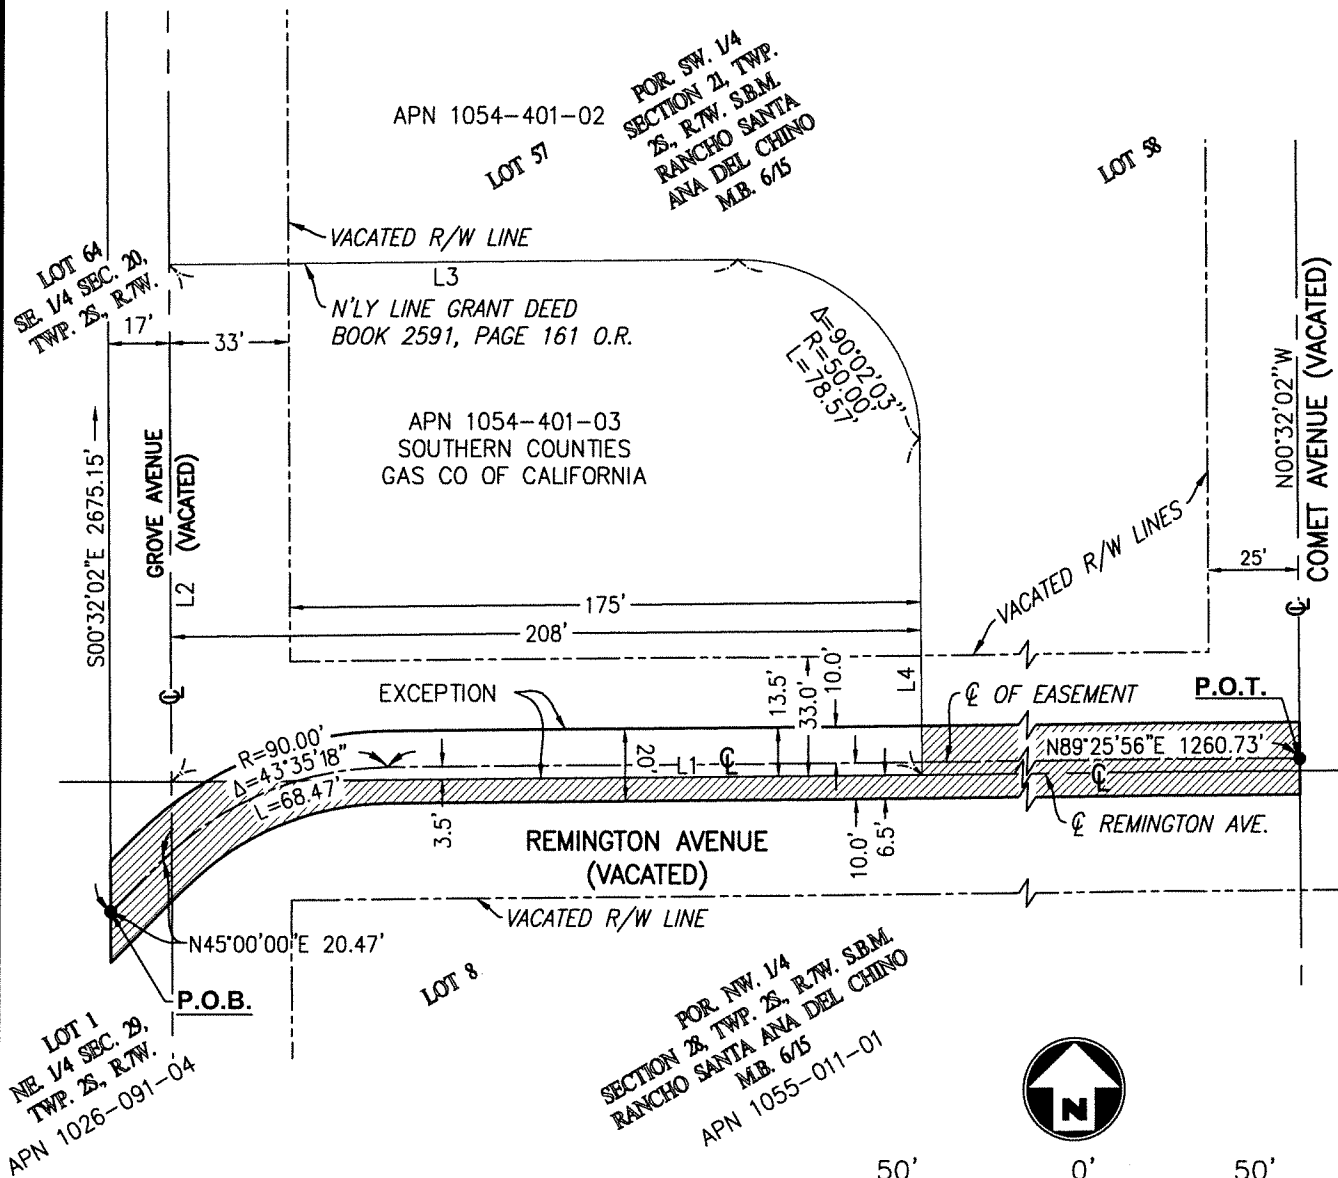 APN 1054-401-02
LOT 57
POR. SW. 1/4
SECTION 21, TWP.
2S., R.7W. S.B.M.
RANCHO SANTA
ANA DEL CHINO
M.B. 6/15
LOT 58
VACATED R/W LINE
L3
N'LY LINE GRANT DEED
BOOK 2591, PAGE 161 O.R.
LOT 64
SE. 1/4 SEC. 20,
TWP. 2S., R.7W.
17'
33'
Δ=90°02'03"
R=50.00'
L=78.57'
APN 1054-401-03
SOUTHERN COUNTIES
GAS CO OF CALIFORNIA
S00°32'02"E 2675.15'
GROVE AVENUE
(VACATED)
L2
N00°32'02"W
COMET AVENUE (VACATED)
25'
VACATED R/W LINES
175'
208'
EXCEPTION
13.5'
33.0'
10.0'
L4
℄ OF EASEMENT
P.O.T.
R=90.00'
Δ=43°35'18"
L=68.47'
20'
L1
℄
N89°25'56"E 1260.73'
℄
℄
℄
3.5'
REMINGTON AVENUE
(VACATED)
10.0'
6.5'
℄ REMINGTON AVE.
VACATED R/W LINE
N45°00'00"E 20.47'
P.O.B.
LOT 8
LOT 1
NE. 1/4 SEC. 29,
TWP. 2S., R.7W.
APN 1026-091-04
POR. NW. 1/4
SECTION 28, TWP. 2S., R.7W. S.B.M.
RANCHO SANTA ANA DEL CHINO
M.B. 6/15
APN 1055-011-01
N
50' 0' 50'